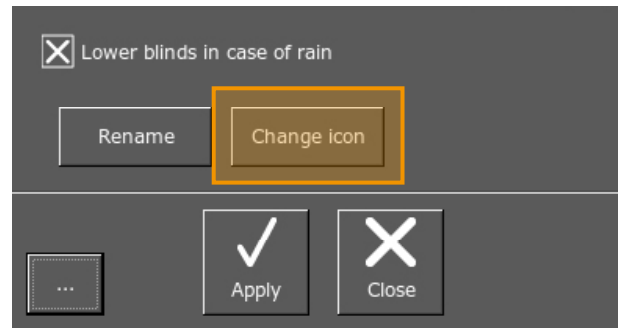 Lower blinds in case of rain
Rename
Change icon
...
Apply
Close